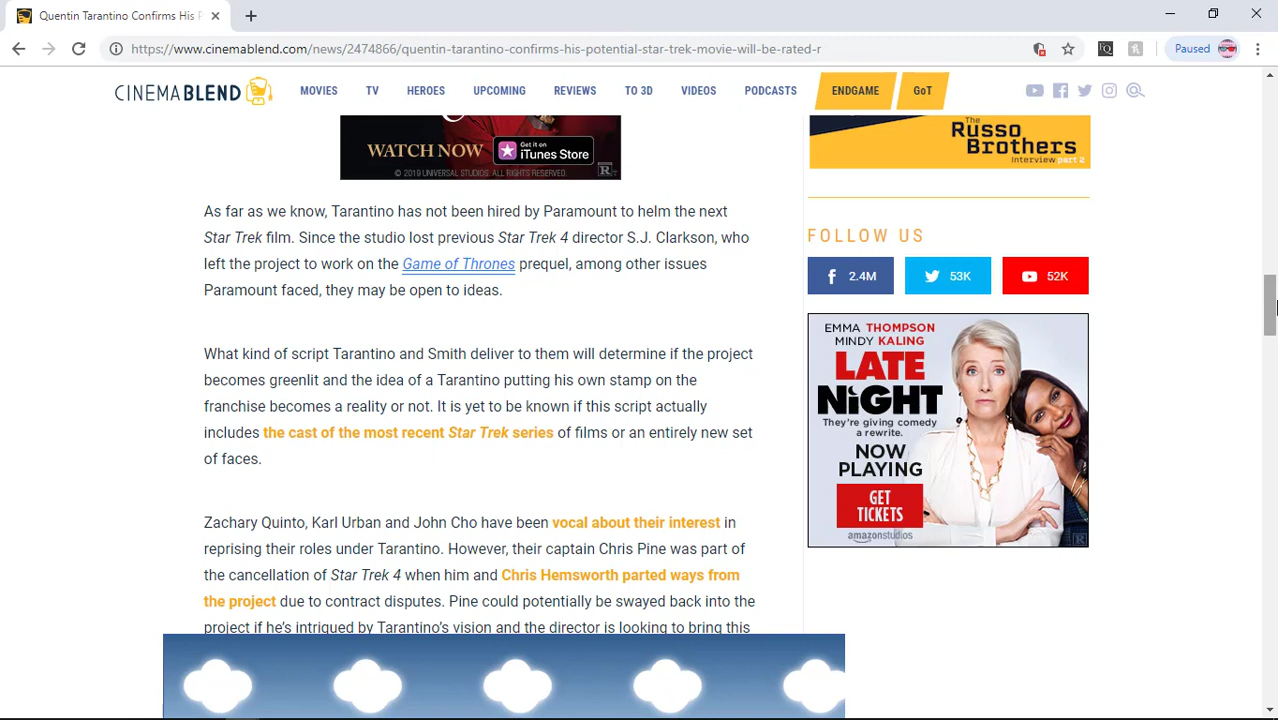 Quentin Tarantino Confirms His P
https://www.cinemablend.com/news/2474866/quentin-tarantino-confirms-his-potential-star-trek-movie-will-be-rated-r
Paused
CINEMABLEND
MOVIES TV HEROES UPCOMING REVIEWS TO 3D VIDEOS PODCASTS ENDGAME GoT
WATCH NOW
Get it on
iTunes Store
© 2019 UNIVERSAL STUDIOS. ALL RIGHTS RESERVED.
R
As far as we know, Tarantino has not been hired by Paramount to helm the next
Star Trek film. Since the studio lost previous Star Trek 4 director S.J. Clarkson, who
left the project to work on the Game of Thrones prequel, among other issues
Paramount faced, they may be open to ideas.
What kind of script Tarantino and Smith deliver to them will determine if the project
becomes greenlit and the idea of a Tarantino putting his own stamp on the
franchise becomes a reality or not. It is yet to be known if this script actually
includes the cast of the most recent Star Trek series of films or an entirely new set
of faces.
Zachary Quinto, Karl Urban and John Cho have been vocal about their interest in
reprising their roles under Tarantino. However, their captain Chris Pine was part of
the cancellation of Star Trek 4 when him and Chris Hemsworth parted ways from
the project due to contract disputes. Pine could potentially be swayed back into the
project if he's intrigued by Tarantino's vision and the director is looking to bring this
The
Russo
Brothers
Interview part 2
FOLLOW US
2.4M 53K 52K
EMMA THOMPSON
MINDY KALING
LATE
NiGHT
They're giving comedy
a rewrite.
NOW
PLAYING
GET
TICKETS
amazonstudios
R